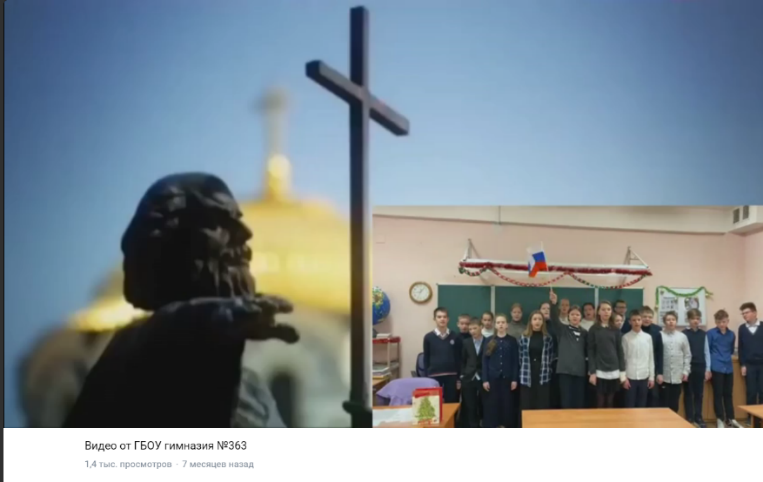 Видео от ГБОУ гимназия №363
1,4 тыс. просмотров · 7 месяцев назад